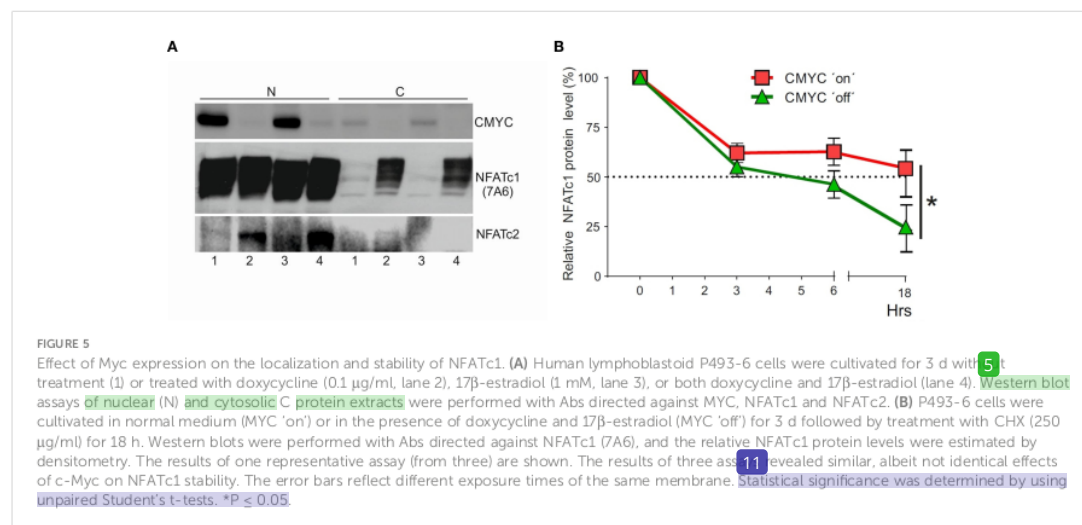 A
B
N
C
CMYC
NFATc1
(7A6)
NFATc2
1 2 3 4 1 2 3 4
Relative NFATc1 protein level (%)
100
75
50
25
0
CMYC ‘on’
CMYC ‘off’
*
0 1 2 3 4 5 6 18
Hrs
FIGURE 5
Effect of Myc expression on the localization and stability of NFATc1. (A) Human lymphoblastoid P493-6 cells were cultivated for 3 d with 5 t
treatment (1) or treated with doxycycline (0.1 μg/ml, lane 2), 17β-estradiol (1 mM, lane 3), or both doxycycline and 17β-estradiol (lane 4). Western blot
assays of nuclear (N) and cytosolic C protein extracts were performed with Abs directed against MYC, NFATc1 and NFATc2. (B) P493-6 cells were
cultivated in normal medium (MYC ‘on’) or in the presence of doxycycline and 17β-estradiol (MYC ‘off’) for 3 d followed by treatment with CHX (250
μg/ml) for 18 h. Western blots were performed with Abs directed against NFATc1 (7A6), and the relative NFATc1 protein levels were estimated by
densitometry. The results of one representative assay (from three) are shown. The results of three ass 11 revealed similar, albeit not identical effects
of c-Myc on NFATc1 stability. The error bars reflect different exposure times of the same membrane. Statistical significance was determined by using
unpaired Student's t-tests. *P ≤ 0.05.